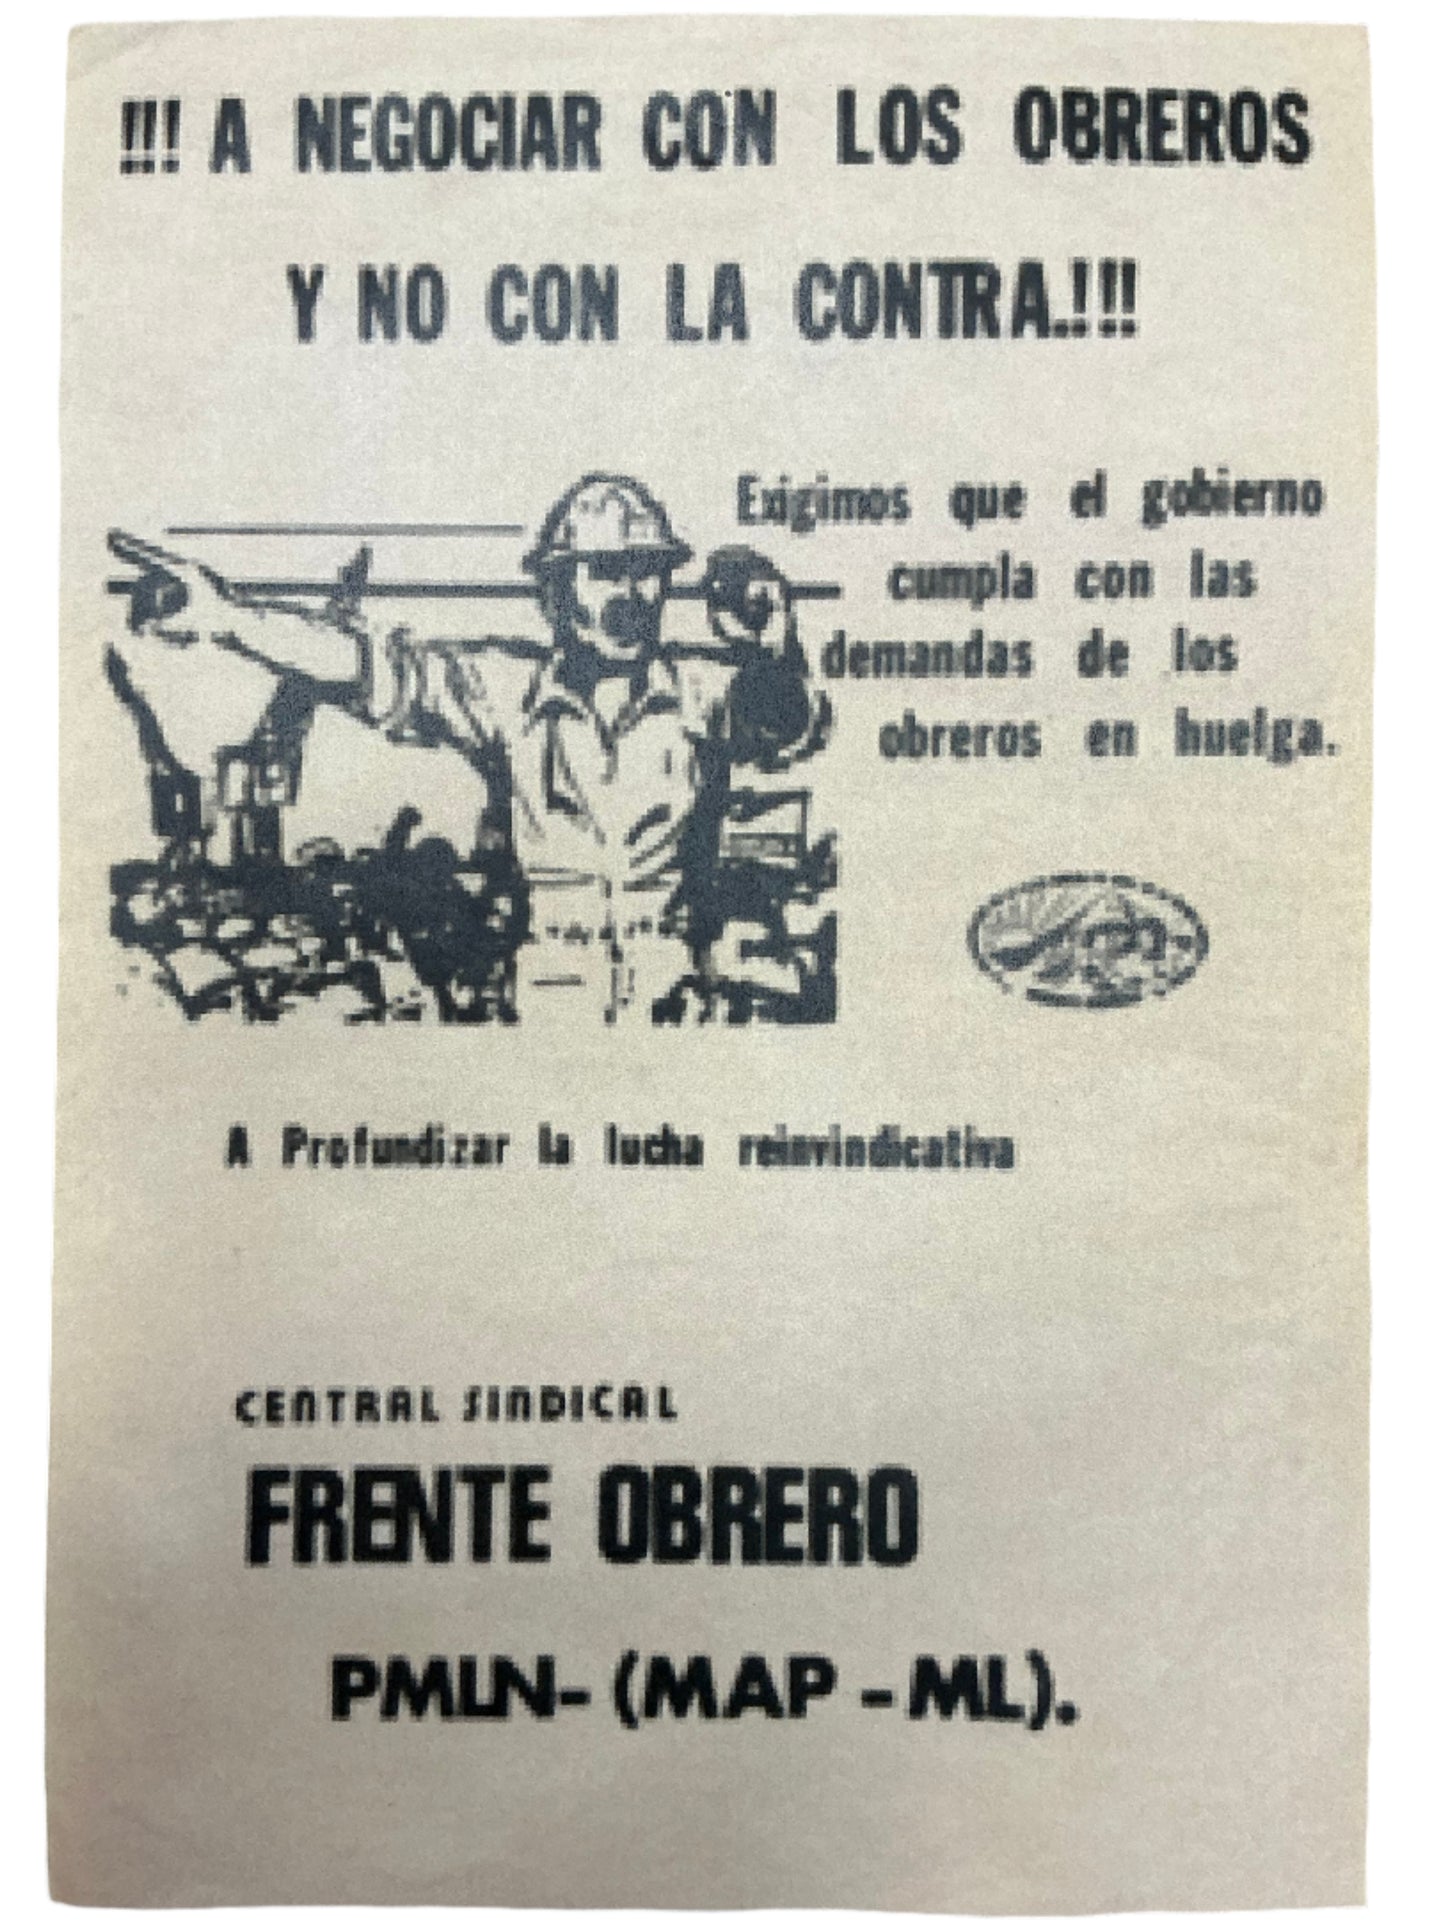 !!! A NEGOCIAR CON LOS OBREROS
Y NO CON LA CONTRA.!!!
Exigimos que el gobierno
cumpla con las
demandas de los
obreros en huelga.
A Profundizar la lucha reinvindicativa
CENTRAL SINDICAL
FRENTE OBRERO
PMLN- (MAP - ML).